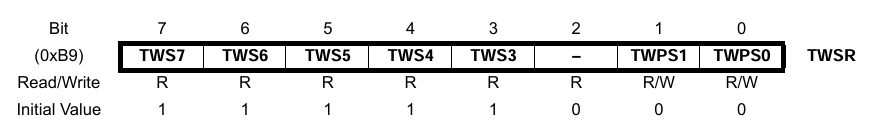 Bit 7 6 5 4 3 2 1 0
(0xB9) TWS7 TWS6 TWS5 TWS4 TWS3 – TWPS1 TWPS0 TWSR
Read/Write R R R R R R R/W R/W
Initial Value 1 1 1 1 1 0 0 0